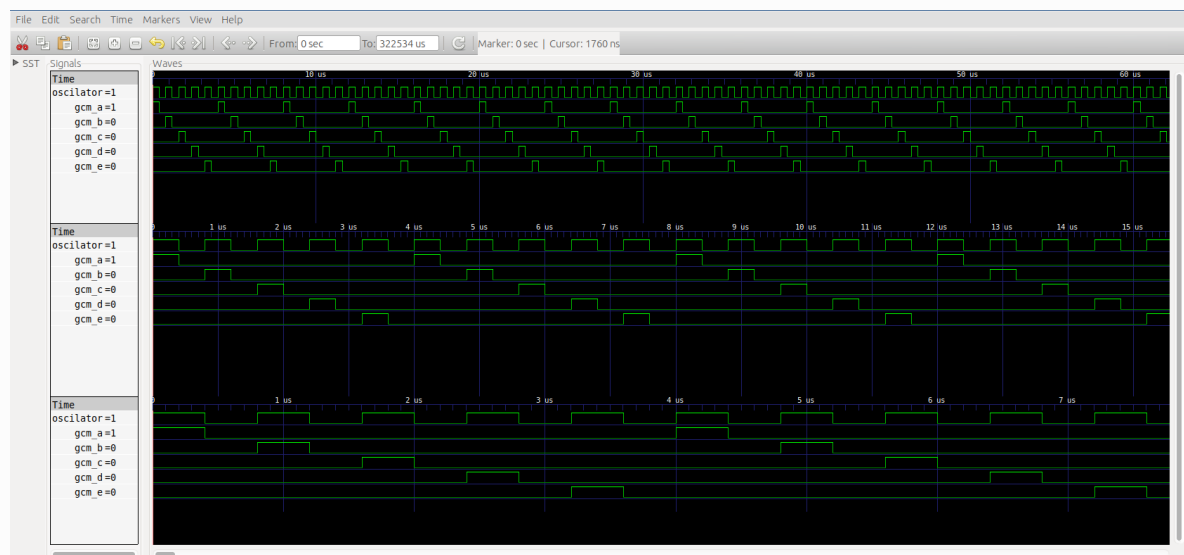 File Edit Search Time Markers View Help
From: 0 sec To: 322534 us Marker: 0 sec | Cursor: 1760 ns
SST Signals Waves
Time 0 10 us 20 us 30 us 40 us 50 us 60 us
oscilator=1
gcm_a=1
gcm_b=0
gcm_c=0
gcm_d=0
gcm_e=0
Time 0 1 us 2 us 3 us 4 us 5 us 6 us 7 us 8 us 9 us 10 us 11 us 12 us 13 us 14 us 15 us
oscilator=1
gcm_a=1
gcm_b=0
gcm_c=0
gcm_d=0
gcm_e=0
Time 0 1 us 2 us 3 us 4 us 5 us 6 us 7 us
oscilator=1
gcm_a=1
gcm_b=0
gcm_c=0
gcm_d=0
gcm_e=0